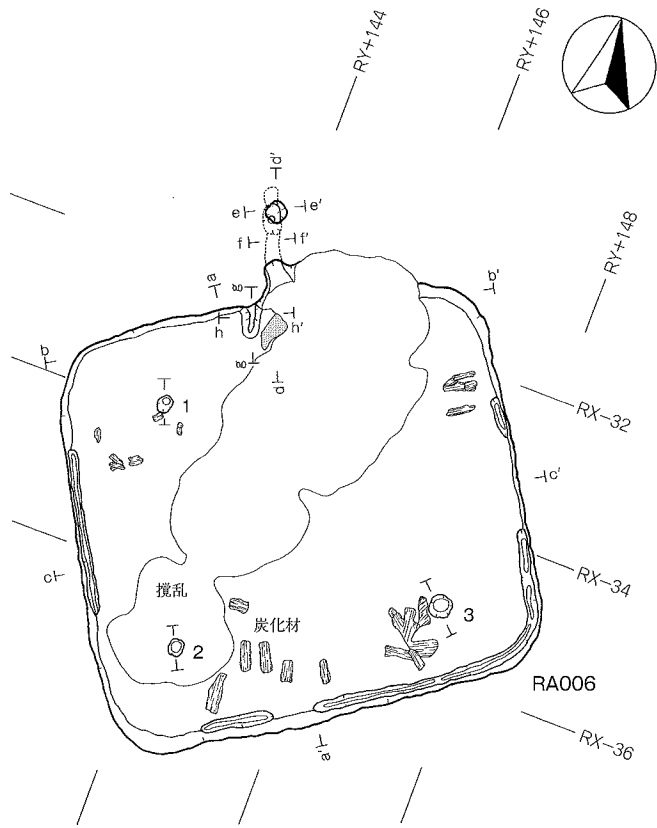 RY+144
RY+146
RY+148
d'
e
e'
f
f'
a
g
b'
h
h'
b
g
d
1
RX-32
c'
c
撹乱
RX-34
炭化材
3
2
RA006
RX-36
a'